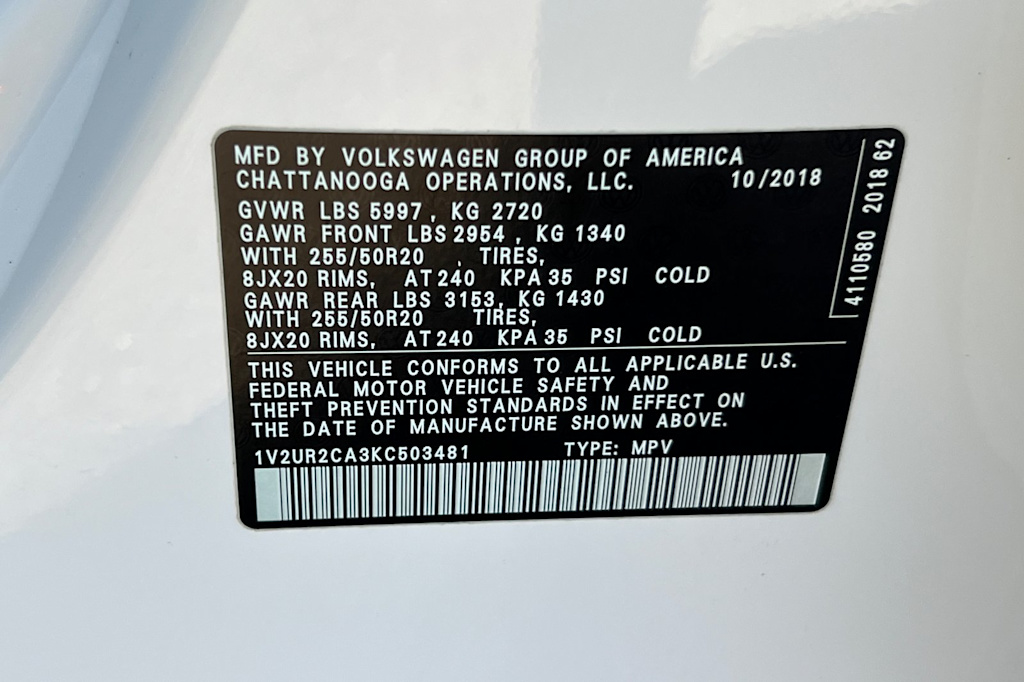 MFD BY VOLKSWAGEN GROUP OF AMERICA
CHATTANOOGA OPERATIONS, LLC. 10/2018
GVWR LBS 5997, KG 2720
GAWR FRONT LBS 2954, KG 1340
WITH 255/50R20 , TIRES,
8JX20 RIMS, AT 240 KPA 35 PSI COLD
GAWR REAR LBS 3153, KG 1430
WITH 255/50R20 TIRES,
8JX20 RIMS, AT 240 KPA 35 PSI COLD
THIS VEHICLE CONFORMS TO ALL APPLICABLE U.S.
FEDERAL MOTOR VEHICLE SAFETY AND
THEFT PREVENTION STANDARDS IN EFFECT ON
THE DATE OF MANUFACTURE SHOWN ABOVE.
1V2UR2CA3KC503481 TYPE: MPV
4110580 2018 62